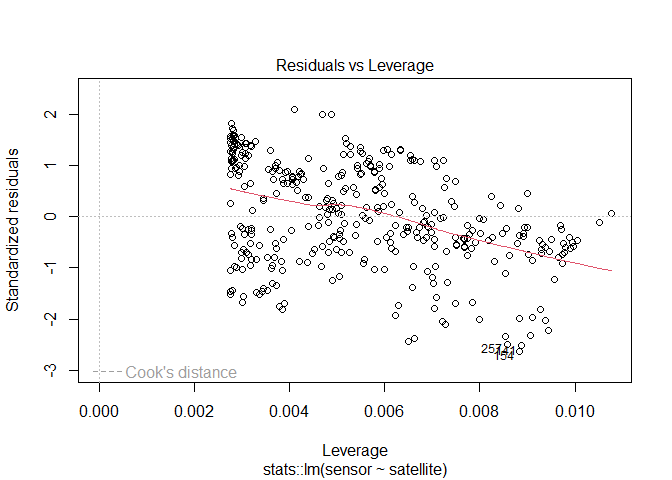 Residuals vs Leverage
Standardized residuals
2
1
0
-1
-2
-3
257
154
Cook's distance
0.000 0.002 0.004 0.006 0.008 0.010
Leverage
stats::lm(sensor ~ satellite)